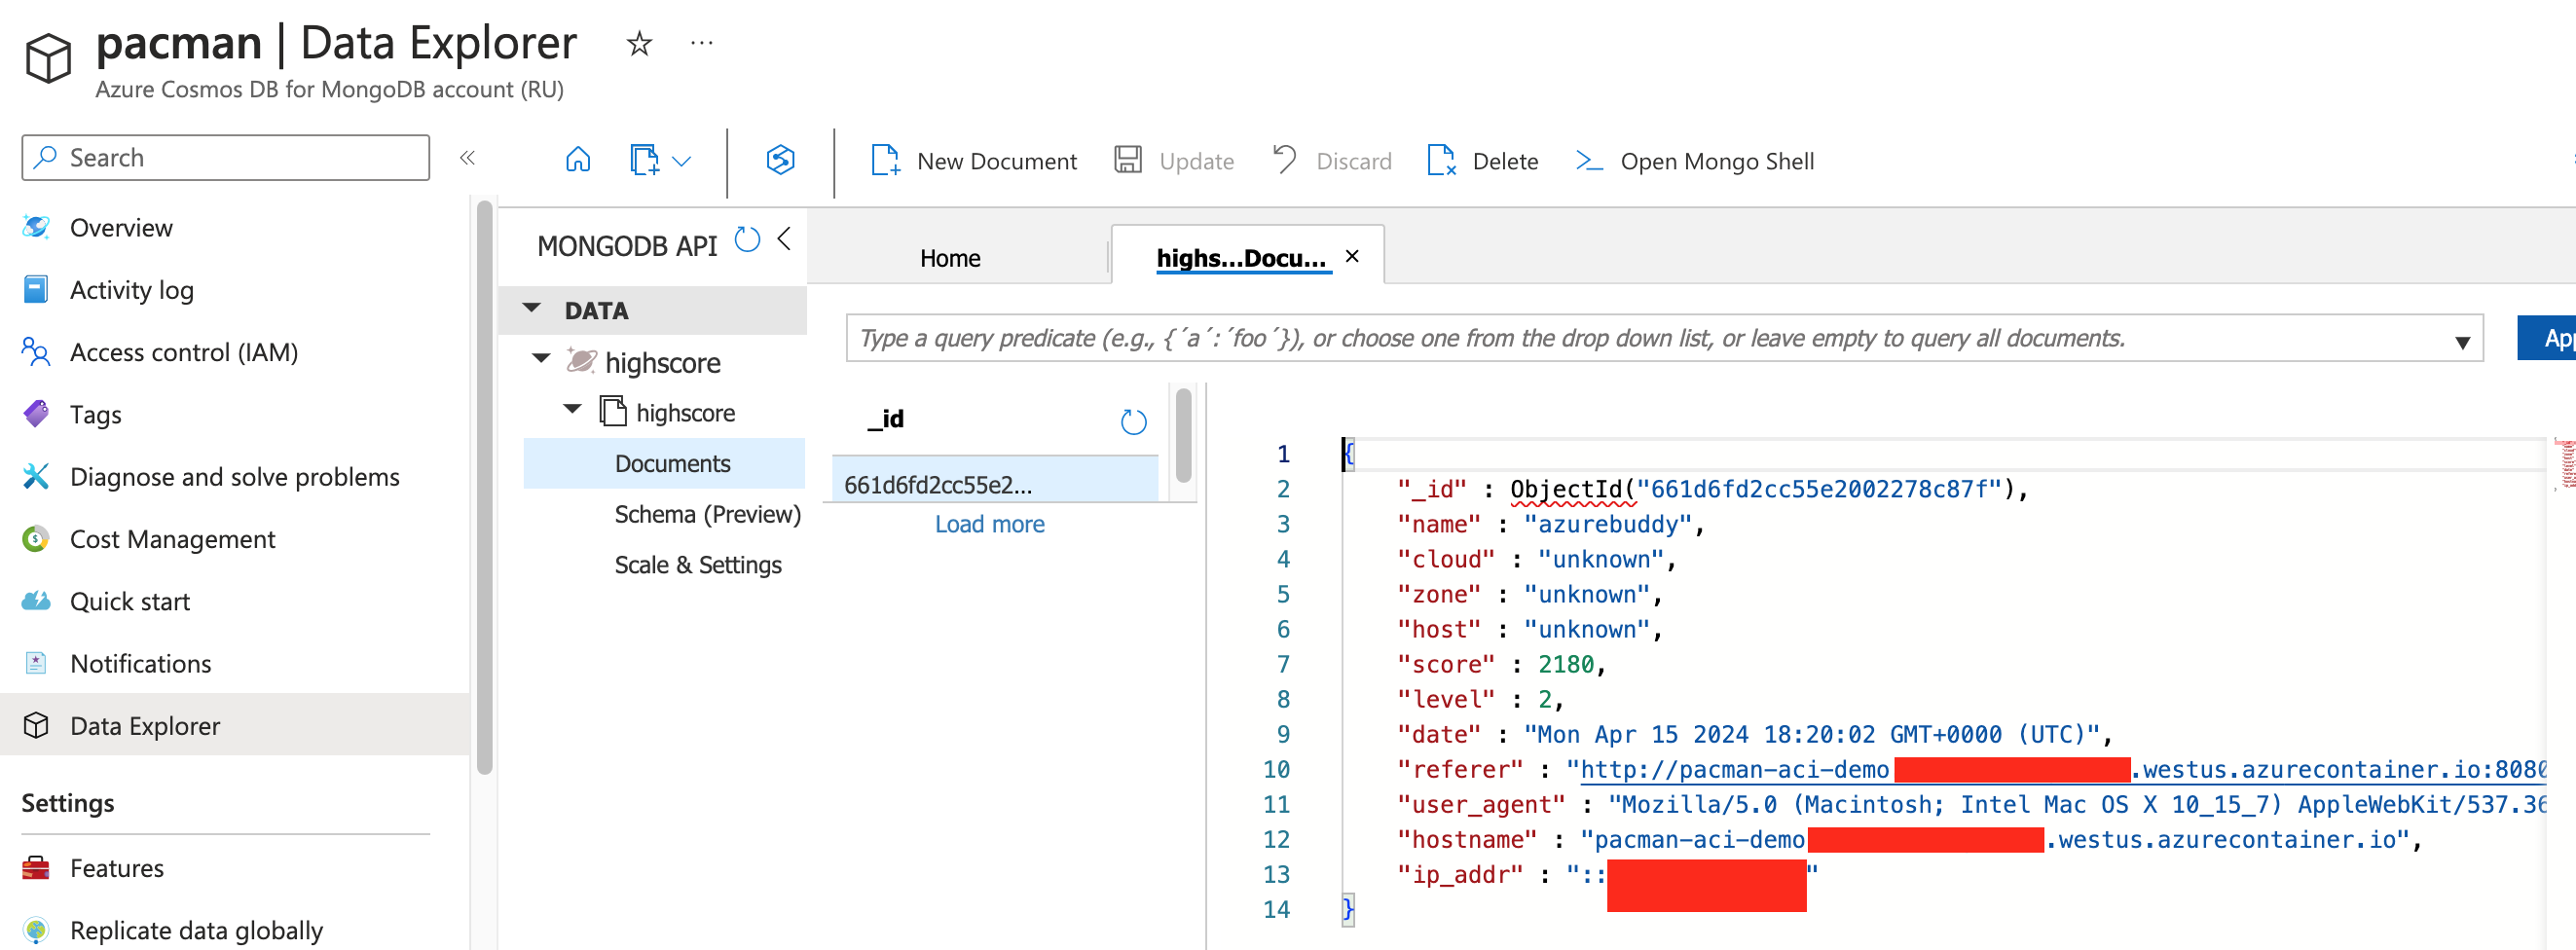 pacman | Data Explorer
Azure Cosmos DB for MongoDB account (RU)
Search
New Document
Update
Discard
Delete
Open Mongo Shell
Overview
Activity log
Access control (IAM)
Tags
Diagnose and solve problems
Cost Management
Quick start
Notifications
Data Explorer
Settings
Features
Replicate data globally
MONGODB API
DATA
highscore
highscore
Documents
Schema (Preview)
Scale & Settings
Home
highs...Docu...
Type a query predicate (e.g., {´a´:´foo´}), or choose one from the drop down list, or leave empty to query all documents.
_id
661d6fd2cc55e2...
Load more
1 {
2 "_id" : ObjectId("661d6fd2cc55e2002278c87f"),
3 "name" : "azurebuddy",
4 "cloud" : "unknown",
5 "zone" : "unknown",
6 "host" : "unknown",
7 "score" : 2180,
8 "level" : 2,
9 "date" : "Mon Apr 15 2024 18:20:02 GMT+0000 (UTC)",
10 "referer" : "http://pacman-aci-demo .westus.azurecontainer.io:8080
11 "user_agent" : "Mozilla/5.0 (Macintosh; Intel Mac OS X 10_15_7) AppleWebKit/537.36
12 "hostname" : "pacman-aci-demo .westus.azurecontainer.io",
13 "ip_addr" : ":: "
14 }